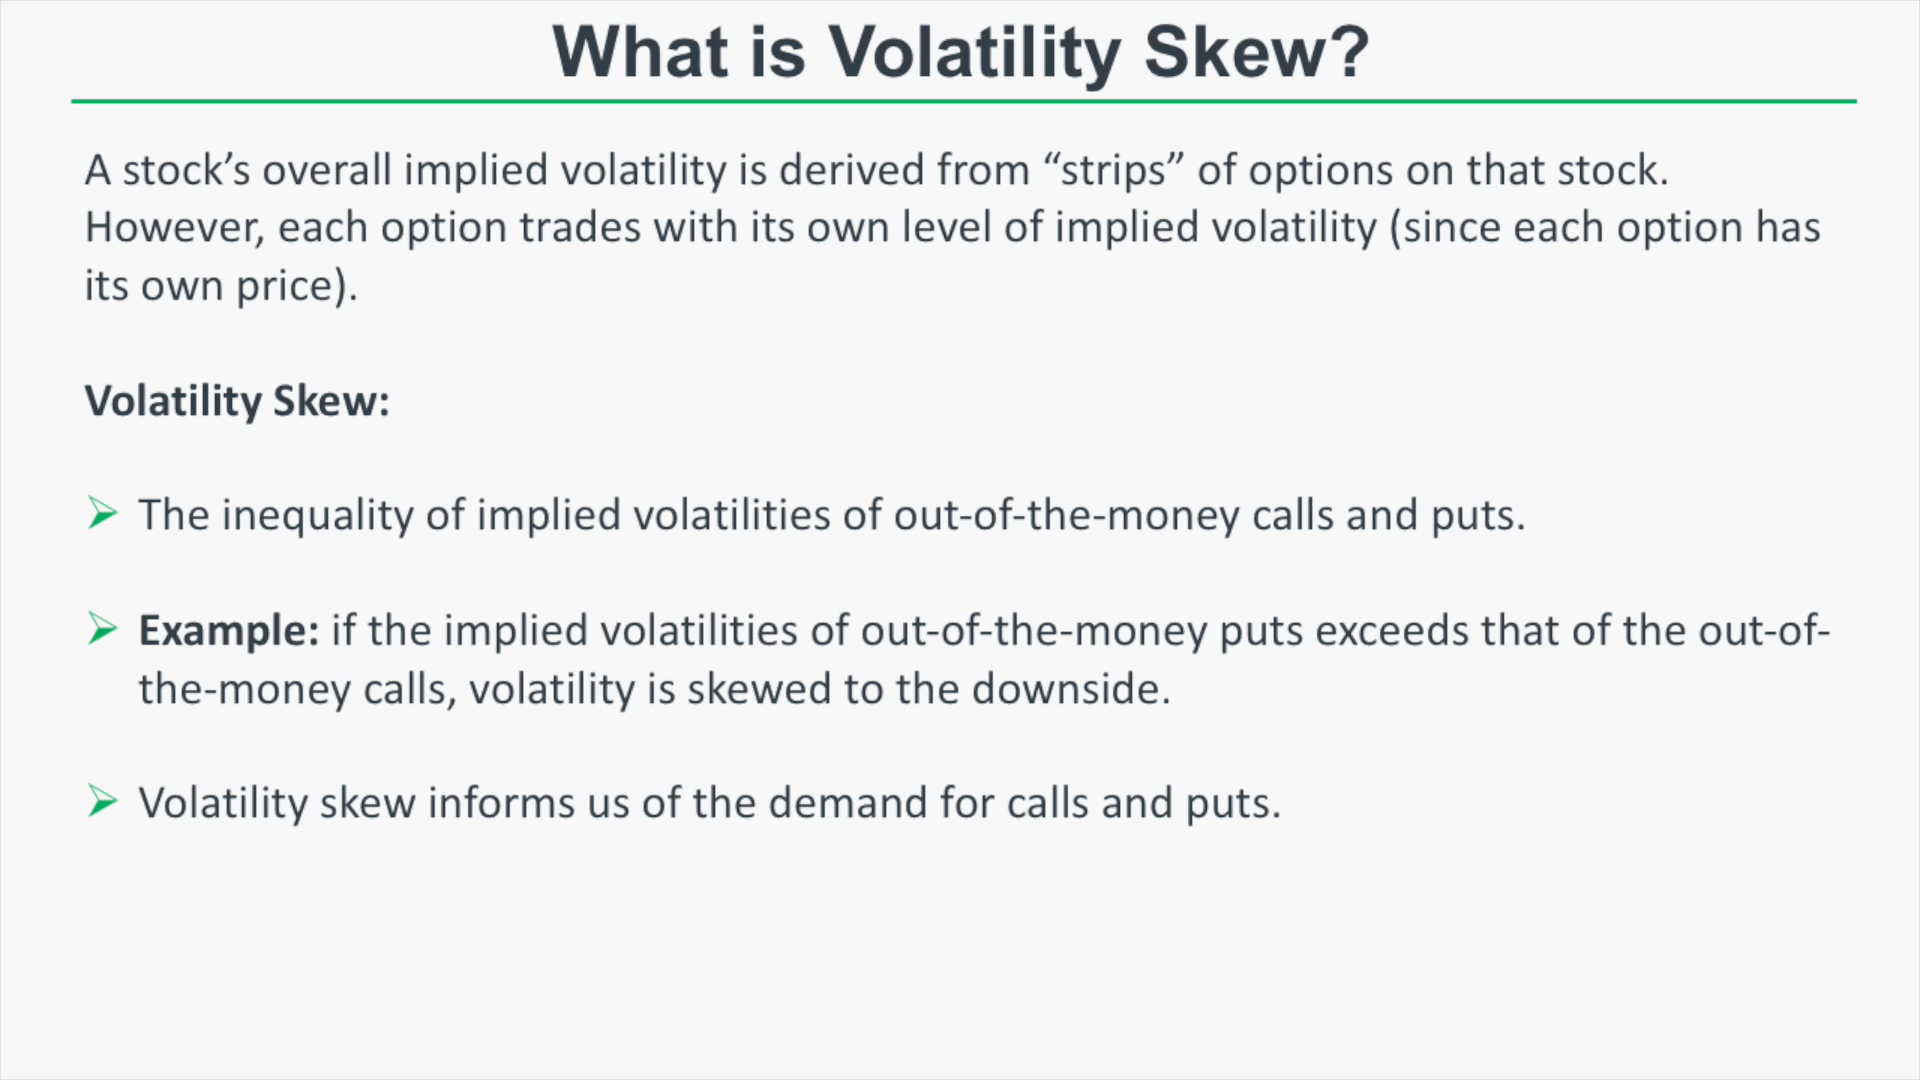 What is Volatility Skew?
A stock’s overall implied volatility is derived from “strips” of options on that stock.
However, each option trades with its own level of implied volatility (since each option has
its own price).
Volatility Skew:
The inequality of implied volatilities of out-of-the-money calls and puts.
Example: if the implied volatilities of out-of-the-money puts exceeds that of the out-of-
the-money calls, volatility is skewed to the downside.
Volatility skew informs us of the demand for calls and puts.